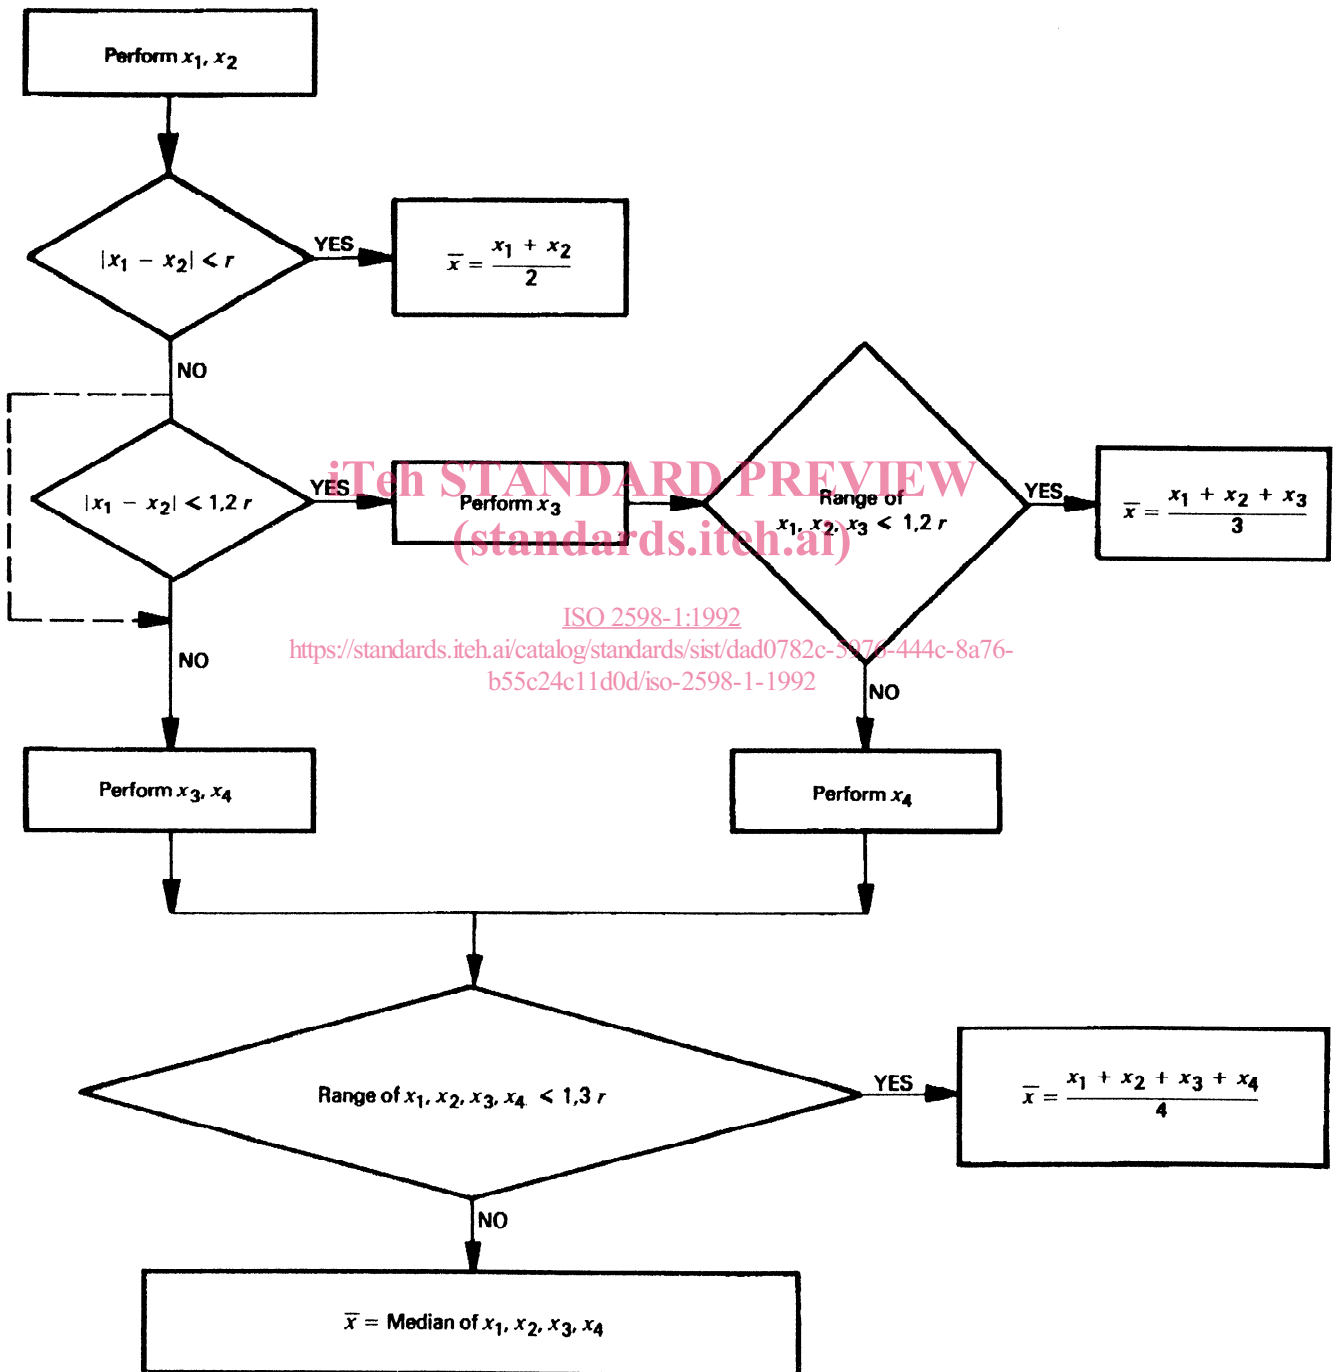 Perform x₁, x₂
|x₁ − x₂| < r
YES
x̅ = (x₁ + x₂)/2
NO
|x₁ − x₂| < 1,2 r
YES
Perform x₃
Range of
x₁, x₂, x₃ < 1,2 r
YES
x̅ = (x₁ + x₂ + x₃)/3
iTeh STANDARD PREVIEW
(standards.iteh.ai)
ISO 2598-1:1992
https://standards.iteh.ai/catalog/standards/sist/dad0782c-5976-444c-8a76-
b55c24c11d0d/iso-2598-1-1992
NO
NO
Perform x₃, x₄
Perform x₄
Range of x₁, x₂, x₃, x₄ < 1,3 r
YES
x̅ = (x₁ + x₂ + x₃ + x₄)/4
NO
x̅ = Median of x₁, x₂, x₃, x₄